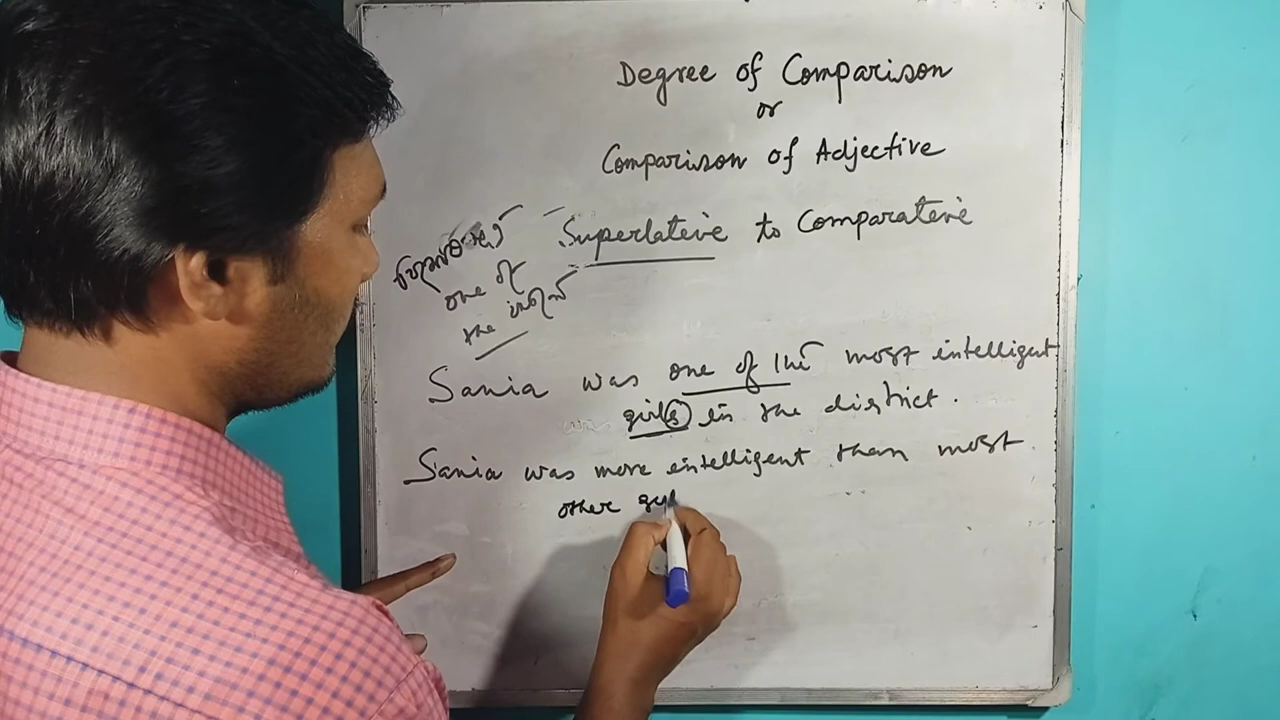 Degree of Comparison
or
Comparison of Adjective
Superlative to Comparative
one of
the
Sania was one of the most intelligent
girls in the district.
Sania was more intelligent than most
other gi